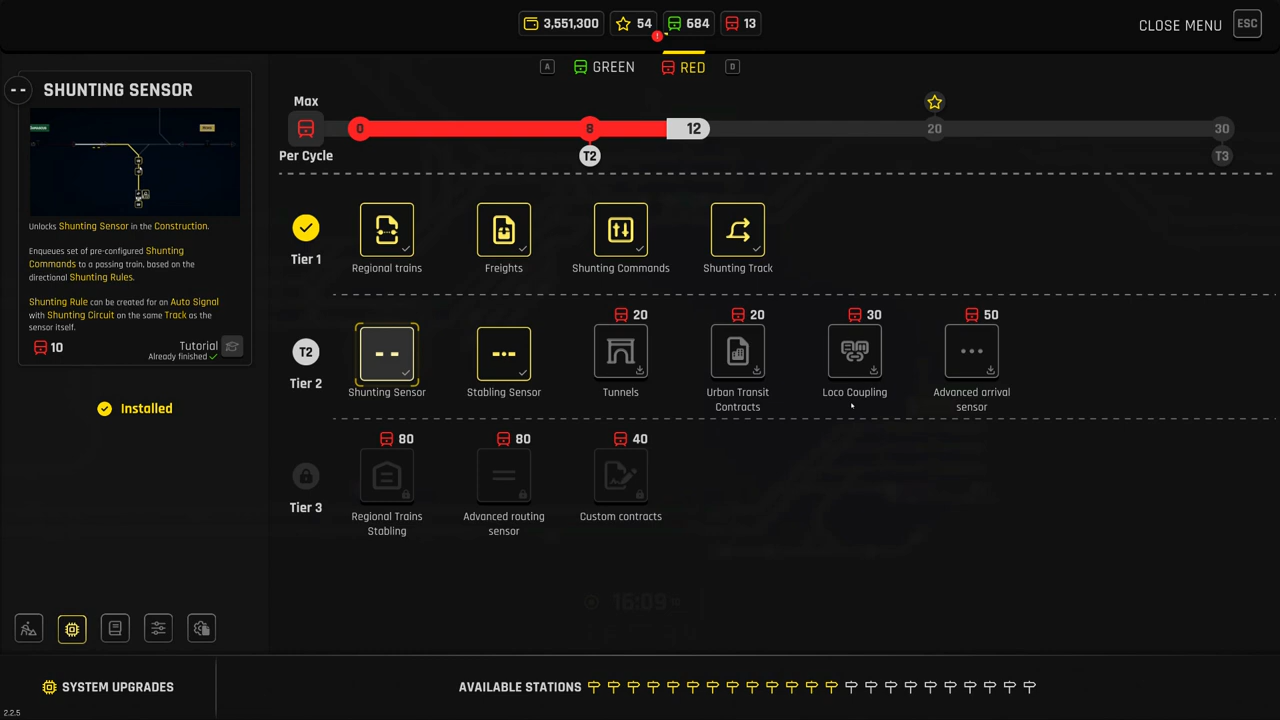 3,551,300
54
684
13
CLOSE MENU
ESC
A
GREEN
RED
D
SHUNTING SENSOR
Unlocks Shunting Sensor in the Construction.
Enqueues set of pre-configured Shunting
Commands to a passing train, based on the
directional Shunting Rules.
Shunting Rule can be created for an Auto Signal
with Shunting Circuit on the same Track as the
sensor itself.
10
Tutorial
Already finished
Installed
Max
Per Cycle
0
8
12
20
30
T2
T3
Tier 1
Regional trains
Freights
Shunting Commands
Shunting Track
T2
Tier 2
20
20
30
50
Shunting Sensor
Stabling Sensor
Tunnels
Urban Transit
Contracts
Loco Coupling
Advanced arrival
sensor
80
80
40
Tier 3
Regional Trains
Stabling
Advanced routing
sensor
Custom contracts
16:09
SYSTEM UPGRADES
AVAILABLE STATIONS
2.2.5